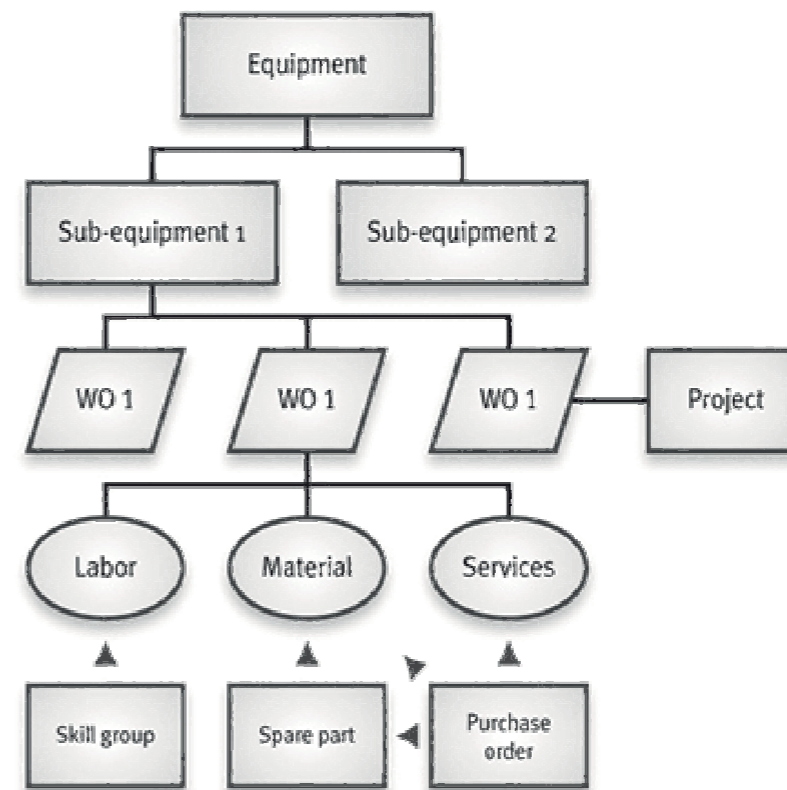 Equipment
Sub-equipment 1
Sub-equipment 2
WO 1
WO 1
WO 1
Project
Labor
Material
Services
Skill group
Spare part
Purchase
order